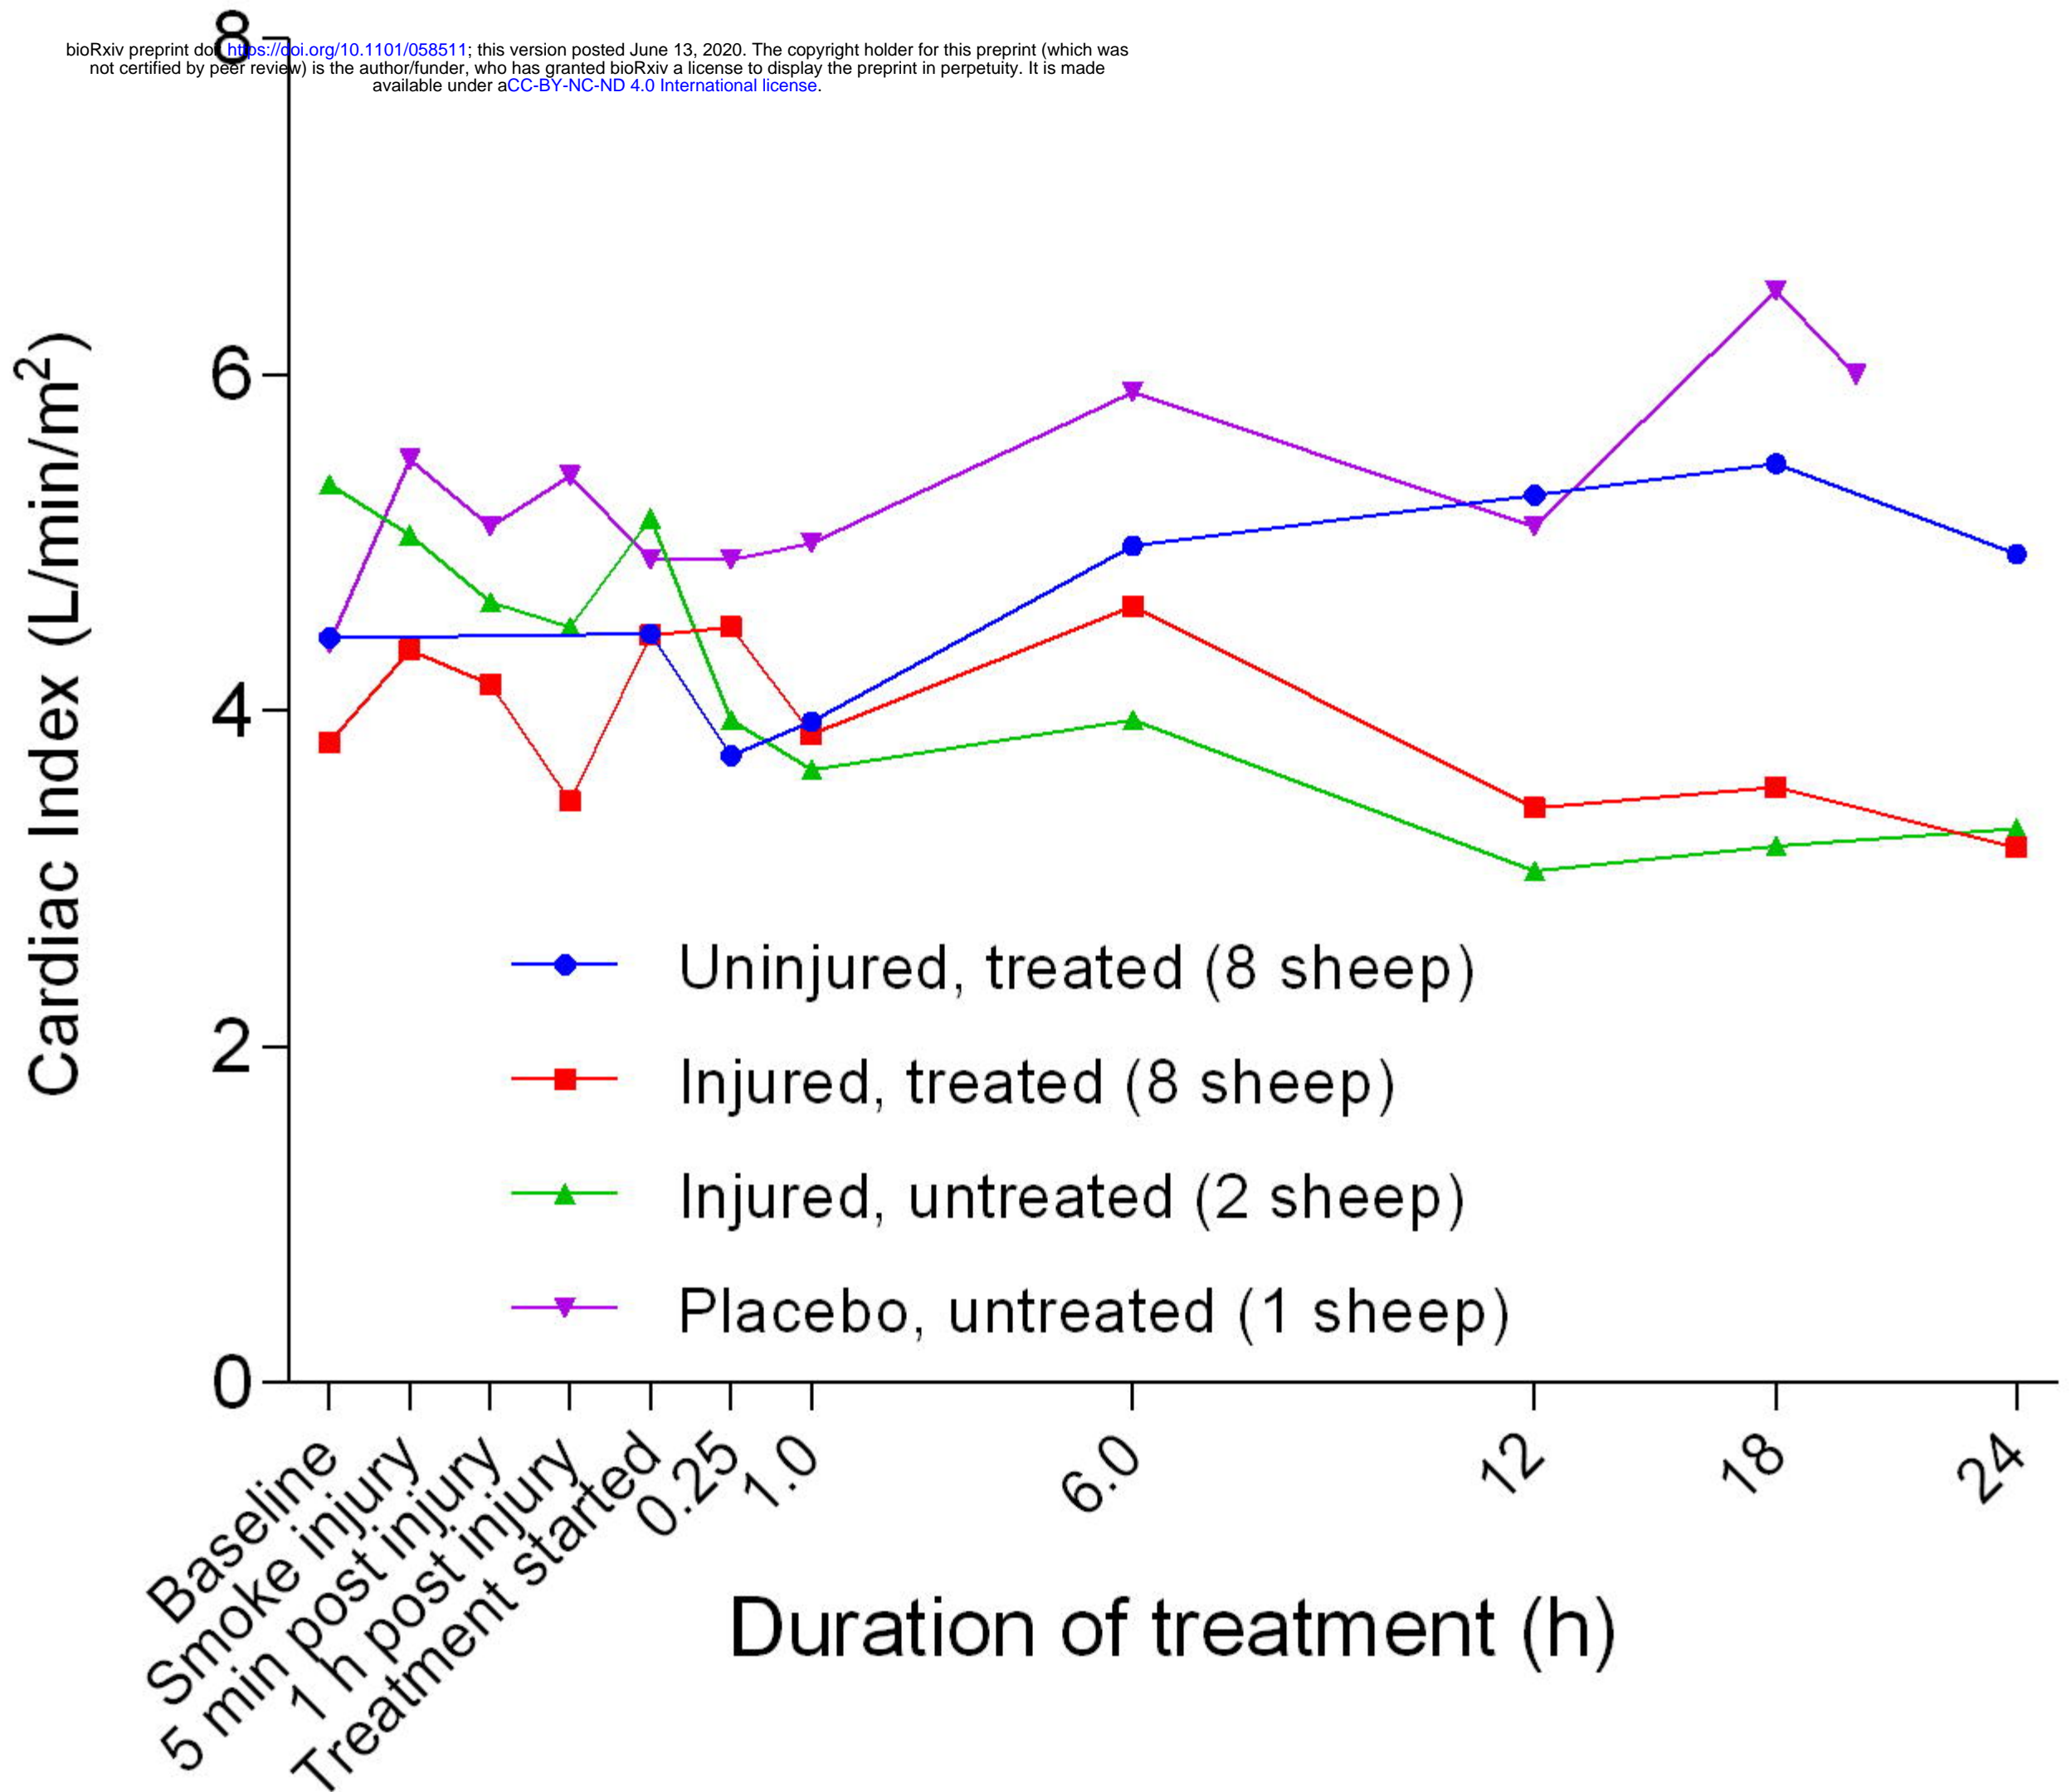 8
bioRxiv preprint doi: https://doi.org/10.1101/058511; this version posted June 13, 2020. The copyright holder for this preprint (which was
not certified by peer review) is the author/funder, who has granted bioRxiv a license to display the preprint in perpetuity. It is made
available under aCC-BY-NC-ND 4.0 International license.
6
4
2
0
Cardiac Index (L/min/m²)
Uninjured, treated (8 sheep)
Injured, treated (8 sheep)
Injured, untreated (2 sheep)
Placebo, untreated (1 sheep)
Baseline
Smoke injury
5 min post injury
1 h post injury
Treatment started
0.25
1.0
6.0
12
18
24
Duration of treatment (h)